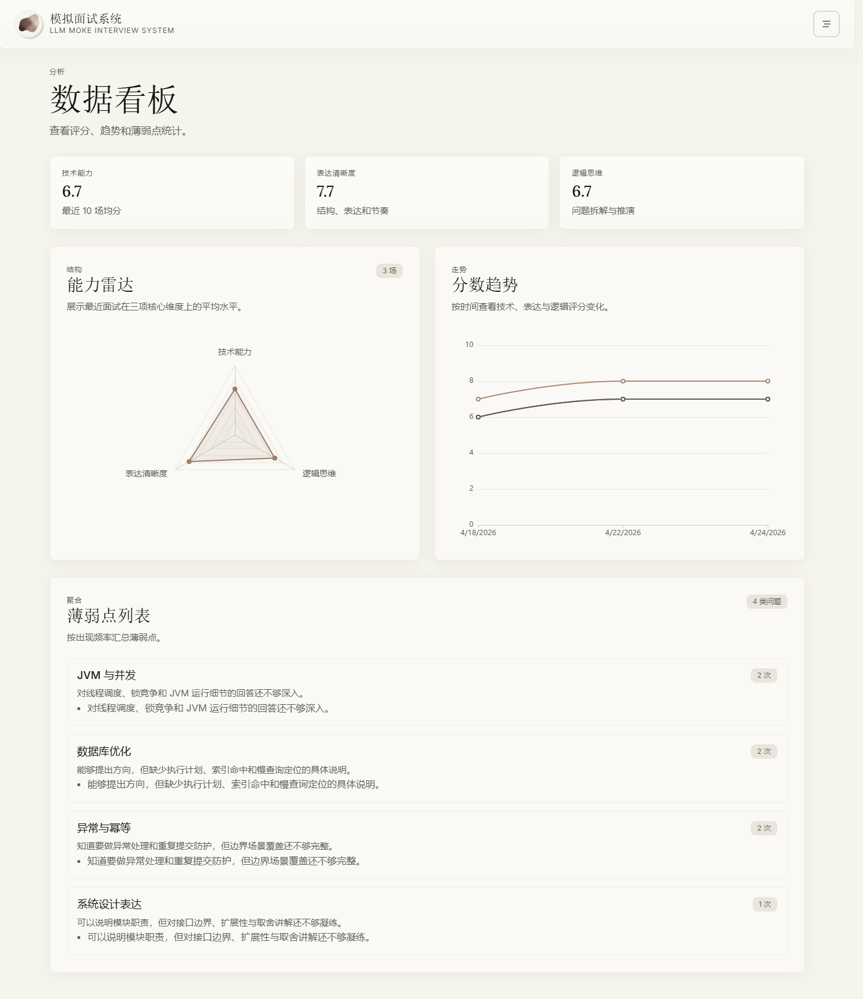 模拟面试系统
LLM MOKE INTERVIEW SYSTEM
分析
数据看板
查看评分、趋势和薄弱点统计。
技术能力
6.7
最近 10 场均分
表达清晰度
7.7
结构、表达和节奏
逻辑思维
6.7
问题拆解与推演
结构
3 场
能力雷达
展示最近面试在三项核心维度上的平均水平。
技术能力
表达清晰度
逻辑思维
走势
分数趋势
按时间查看技术、表达与逻辑评分变化。
10
8
6
4
2
0
4/18/2026
4/22/2026
4/24/2026
聚合
4 类问题
薄弱点列表
按出现频率汇总薄弱点。
JVM 与并发
2 次
对线程调度、锁竞争和 JVM 运行细节的回答还不够深入。
• 对线程调度、锁竞争和 JVM 运行细节的回答还不够深入。
数据库优化
2 次
能够提出方向，但缺少执行计划、索引命中和慢查询定位的具体说明。
• 能够提出方向，但缺少执行计划、索引命中和慢查询定位的具体说明。
异常与幂等
2 次
知道要做异常处理和重复提交防护，但边界场景覆盖还不够完整。
• 知道要做异常处理和重复提交防护，但边界场景覆盖还不够完整。
系统设计表达
1 次
可以说明模块职责，但对接口边界、扩展性与取舍讲解还不够凝练。
• 可以说明模块职责，但对接口边界、扩展性与取舍讲解还不够凝练。